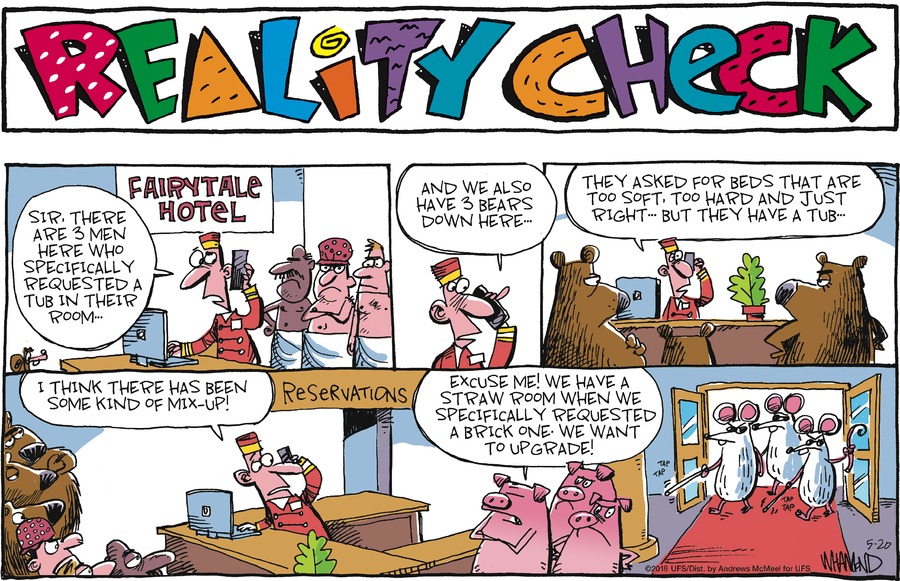 REALiTY CHeCK
FAiRYTALe
HOTEL
SIR, THERE
ARE 3 MEN
HERE WHO
SPECIFICALLY
REQUESTED A
TUB IN THEIR
ROOM...
AND WE ALSO
HAVE 3 BEARS
DOWN HERE...
THEY ASKED FOR BEDS THAT ARE
TOO SOFT, TOO HARD AND JUST
RIGHT... BUT THEY HAVE A TUB...
I THINK THERE HAS BEEN
SOME KIND OF MIX-UP!
ReSeRVATiONS
EXCUSE ME! WE HAVE A
STRAW ROOM WHEN WE
SPECIFICALLY REQUESTED
A BRICK ONE. WE WANT
TO UPGRADE!
TAP
TAP
TAP
TAP
5-20
WHAMOND
©2018 UFS/Dist. by Andrews McMeel for UFS